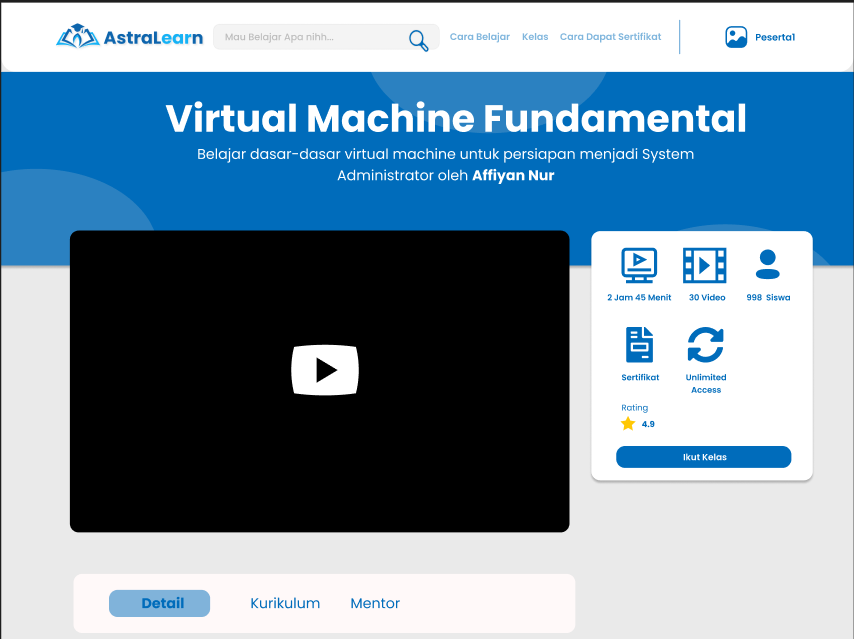 AstraLearn
Mau Belajar Apa nihh...
Cara Belajar
Kelas
Cara Dapat Sertifikat
Peserta1
Virtual Machine Fundamental
Belajar dasar-dasar virtual machine untuk persiapan menjadi System
Administrator oleh Affiyan Nur
2 Jam 45 Menit
30 Video
998 Siswa
Sertifikat
Unlimited
Access
Rating
4.9
Ikut Kelas
Detail
Kurikulum
Mentor